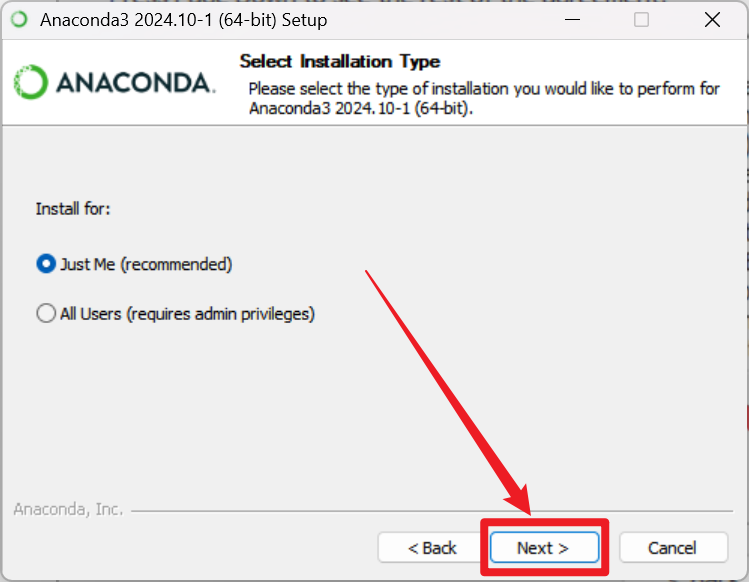 Anaconda3 2024.10-1 (64-bit) Setup
ANACONDA.
Select Installation Type
Please select the type of installation you would like to perform for
Anaconda3 2024.10-1 (64-bit).
Install for:
Just Me (recommended)
All Users (requires admin privileges)
Anaconda, Inc.
< Back
Next >
Cancel